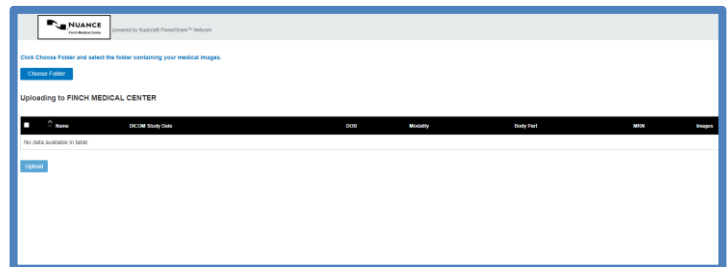 NUANCE
Finch Medical Center
powered by Nuance® PowerShare™ Network
Click Choose Folder and select the folder containing your medical images.
Choose Folder
Uploading to FINCH MEDICAL CENTER
Name DICOM Study Date DOB Modality Body Part MRN Images
No data available in table
Upload